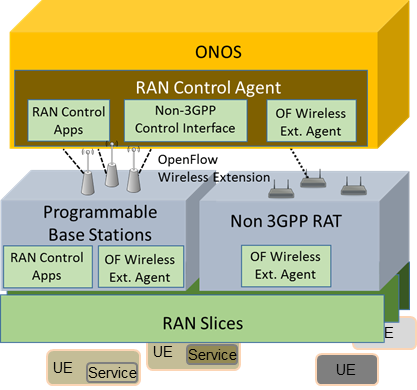 ONOS
RAN Control Agent
RAN Control
Apps
Non-3GPP
Control Interface
OF Wireless
Ext. Agent
OpenFlow
Wireless Extension
Programmable
Base Stations
Non 3GPP RAT
RAN Control
Apps
OF Wireless
Ext. Agent
OF Wireless
Ext. Agent
RAN Slices
UE
Service
UE
Service
UE
E